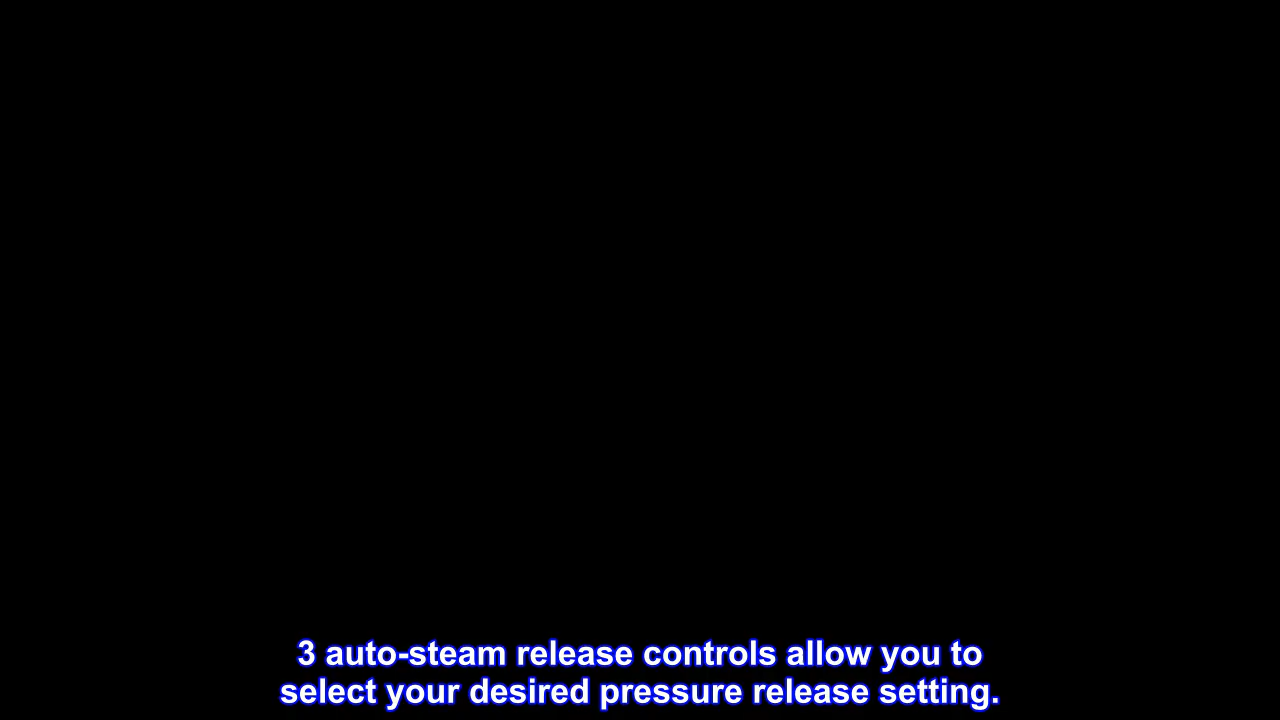 3 auto-steam release controls allow you to
select your desired pressure release setting.